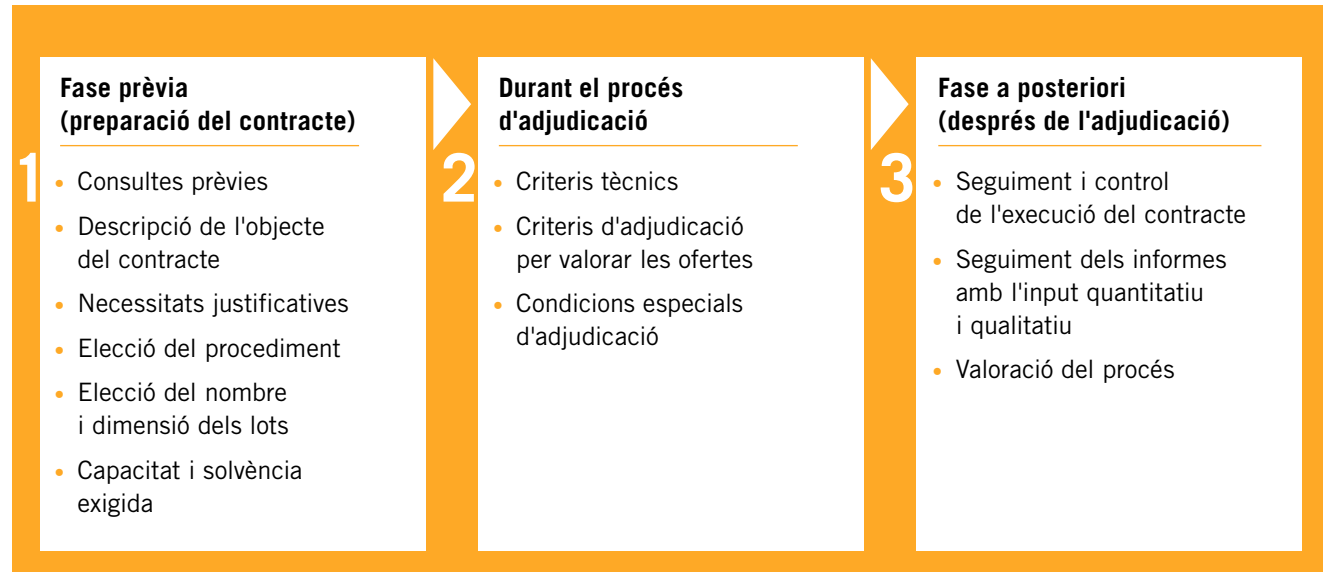 1
Fase prèvia
(preparació del contracte)
• Consultes prèvies
• Descripció de l'objecte
del contracte
• Necessitats justificatives
• Elecció del procediment
• Elecció del nombre
i dimensió dels lots
• Capacitat i solvència
exigida
2
Durant el procés
d'adjudicació
• Criteris tècnics
• Criteris d'adjudicació
per valorar les ofertes
• Condicions especials
d'adjudicació
3
Fase a posteriori
(després de l'adjudicació)
• Seguiment i control
de l'execució del contracte
• Seguiment dels informes
amb l'input quantitatiu
i qualitatiu
• Valoració del procés